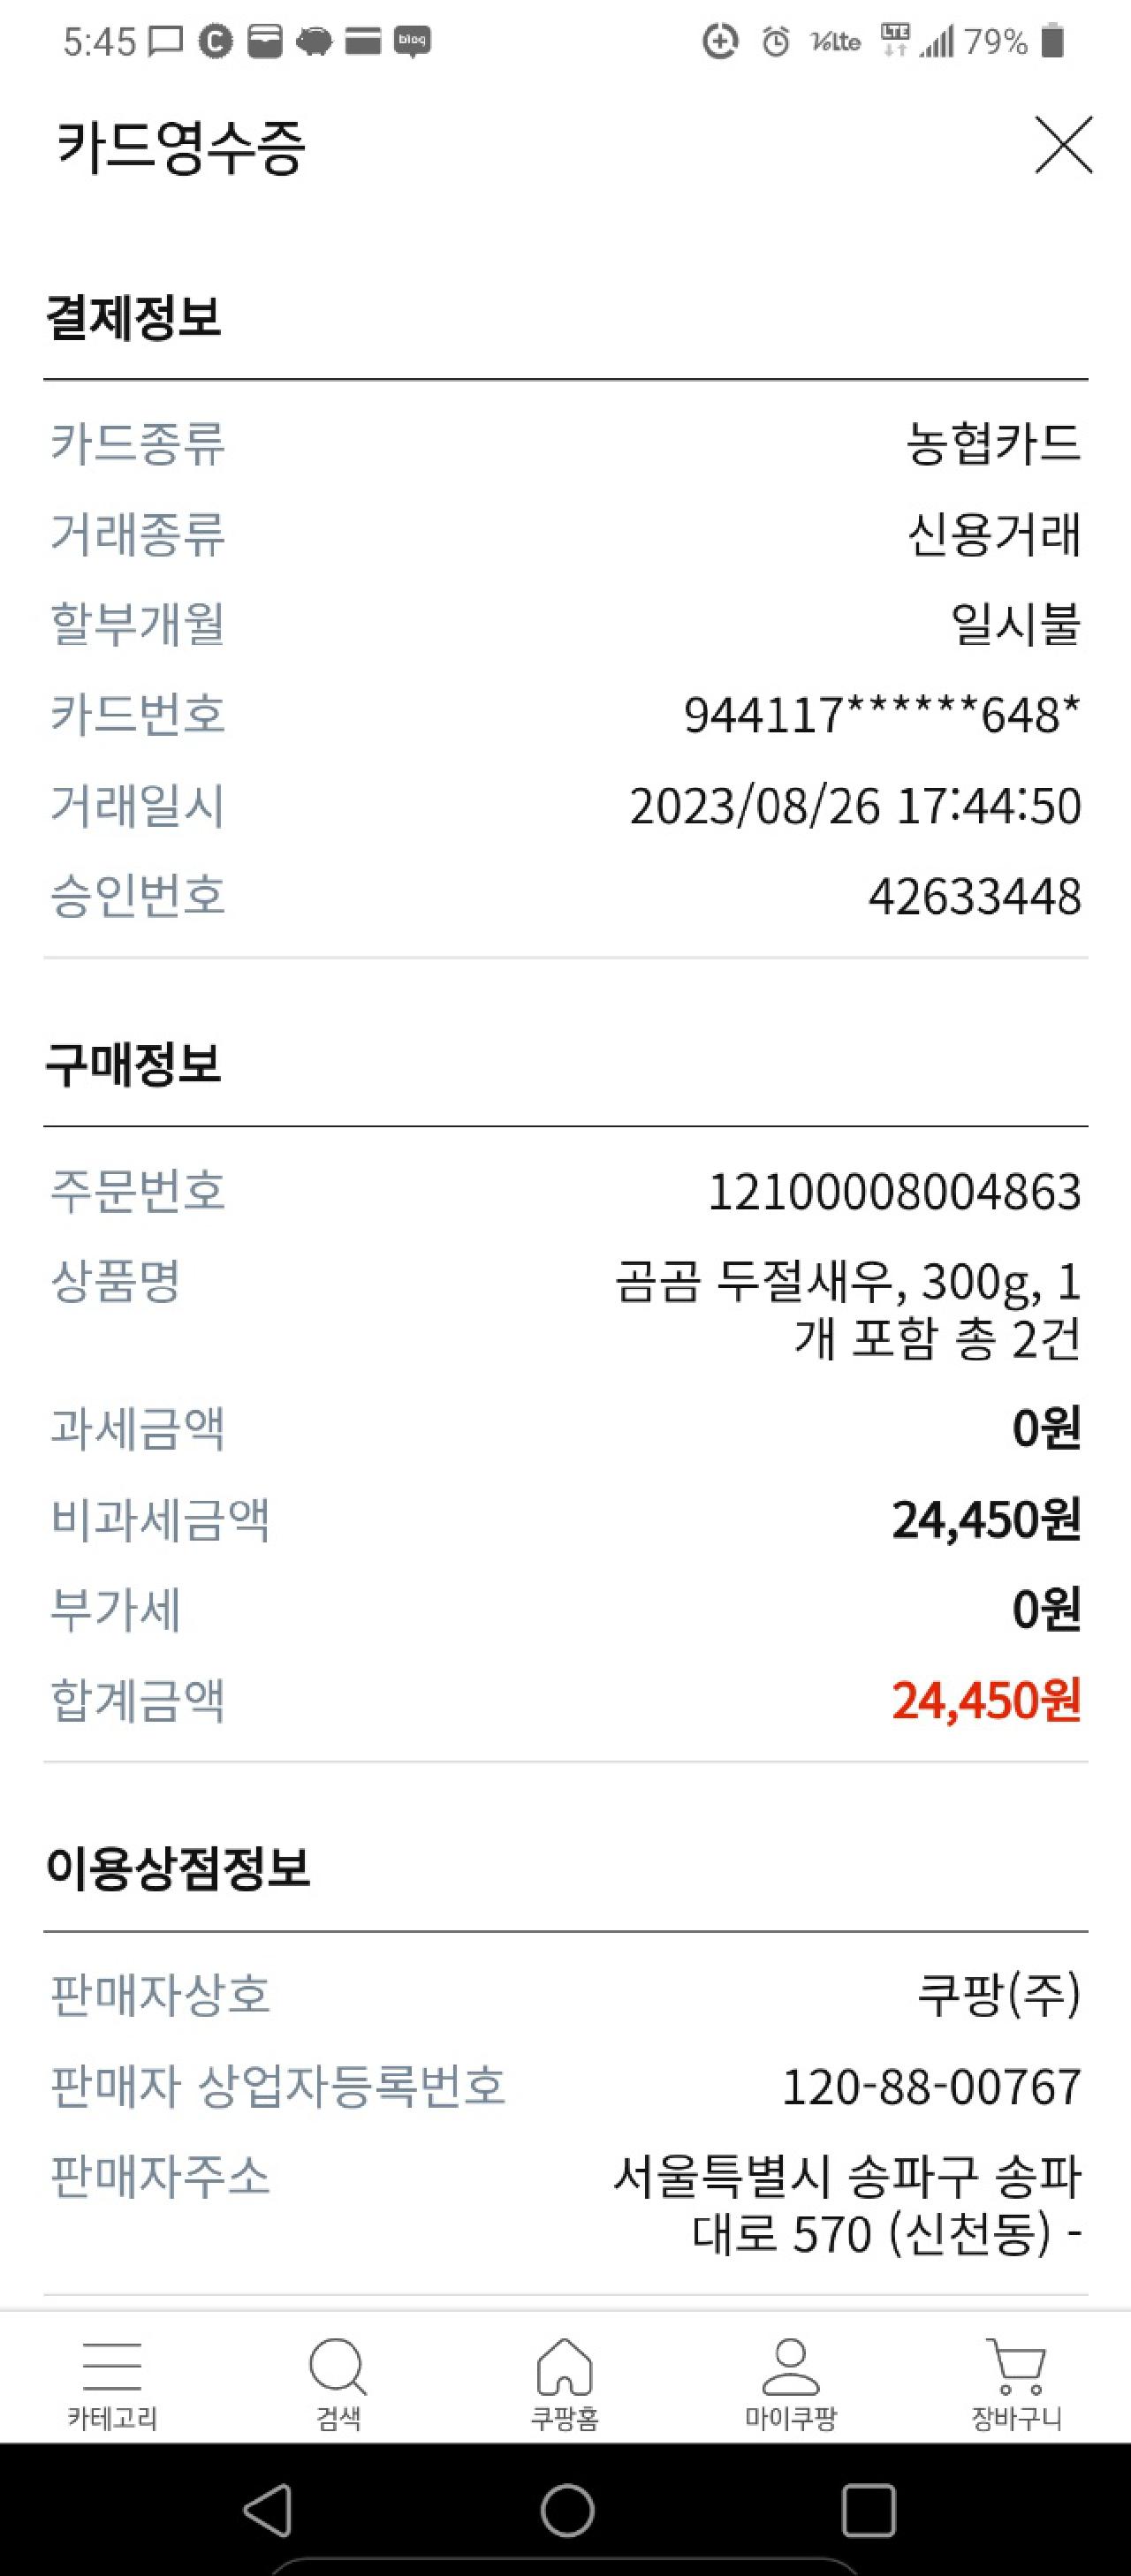 5:45 C blog Volte LTE 79%
카드영수증
결제정보
카드종류 농협카드
거래종류 신용거래
할부개월 일시불
카드번호 944117******648*
거래일시 2023/08/26 17:44:50
승인번호 42633448
구매정보
주문번호 12100008004863
상품명 곰곰 두절새우, 300g, 1
개 포함 총 2건
과세금액 0원
비과세금액 24,450원
부가세 0원
합계금액 24,450원
이용상점정보
판매자상호 쿠팡(주)
판매자 상업자등록번호 120-88-00767
판매자주소 서울특별시 송파구 송파
대로 570 (신천동) -
카테고리 검색 쿠팡홈 마이쿠팡 장바구니